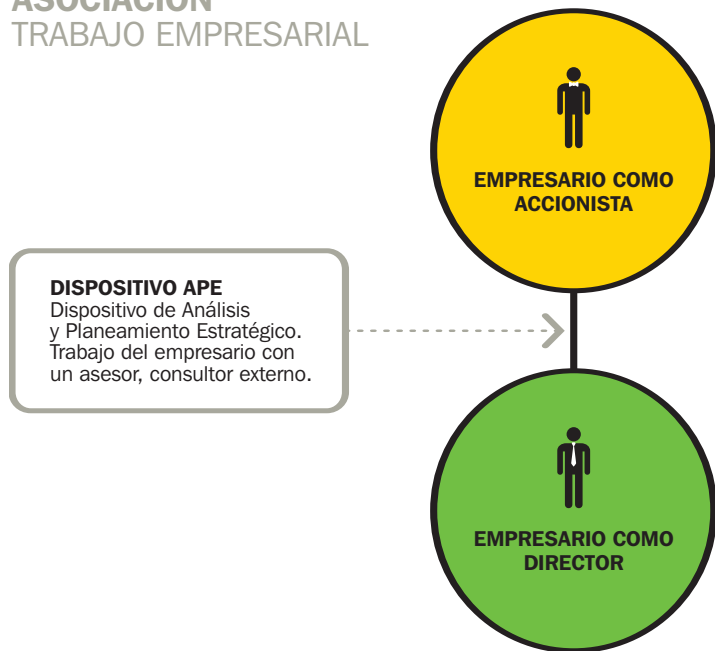 ASOCIACIÓN
TRABAJO EMPRESARIAL
EMPRESARIO COMO
ACCIONISTA
DISPOSITIVO APE
Dispositivo de Análisis
y Planeamiento Estratégico.
Trabajo del empresario con
un asesor, consultor externo.
EMPRESARIO COMO
DIRECTOR